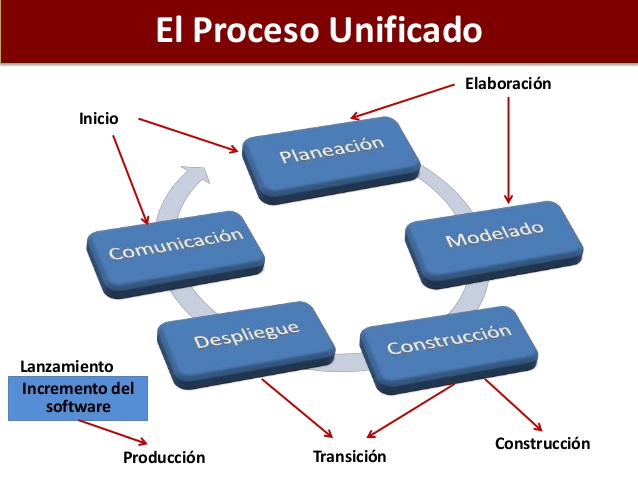 El Proceso Unificado
Elaboración
Inicio
Planeación
Comunicación
Modelado
Despliegue
Construcción
Lanzamiento
Incremento del
software
Producción
Transición
Construcción